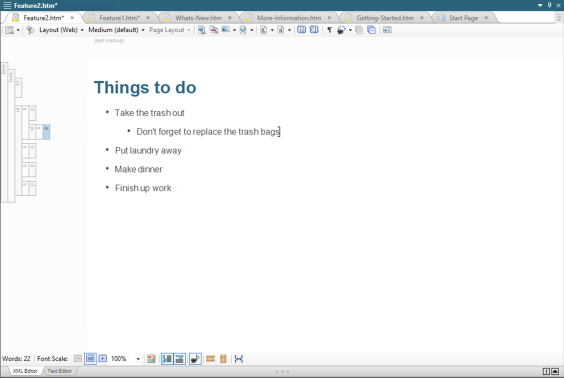 Feature2.htm*
Feature2.htm* Feature1.htm* Whats-New.htm More-Information.htm Getting-Started.htm Start Page
Layout (Web) Medium (default) Page Layout
(text markup)
Things to do
• Take the trash out
• Don't forget to replace the trash bags
• Put laundry away
• Make dinner
• Finish up work
Words: 22 Font Scale: 100%
XML Editor Text Editor